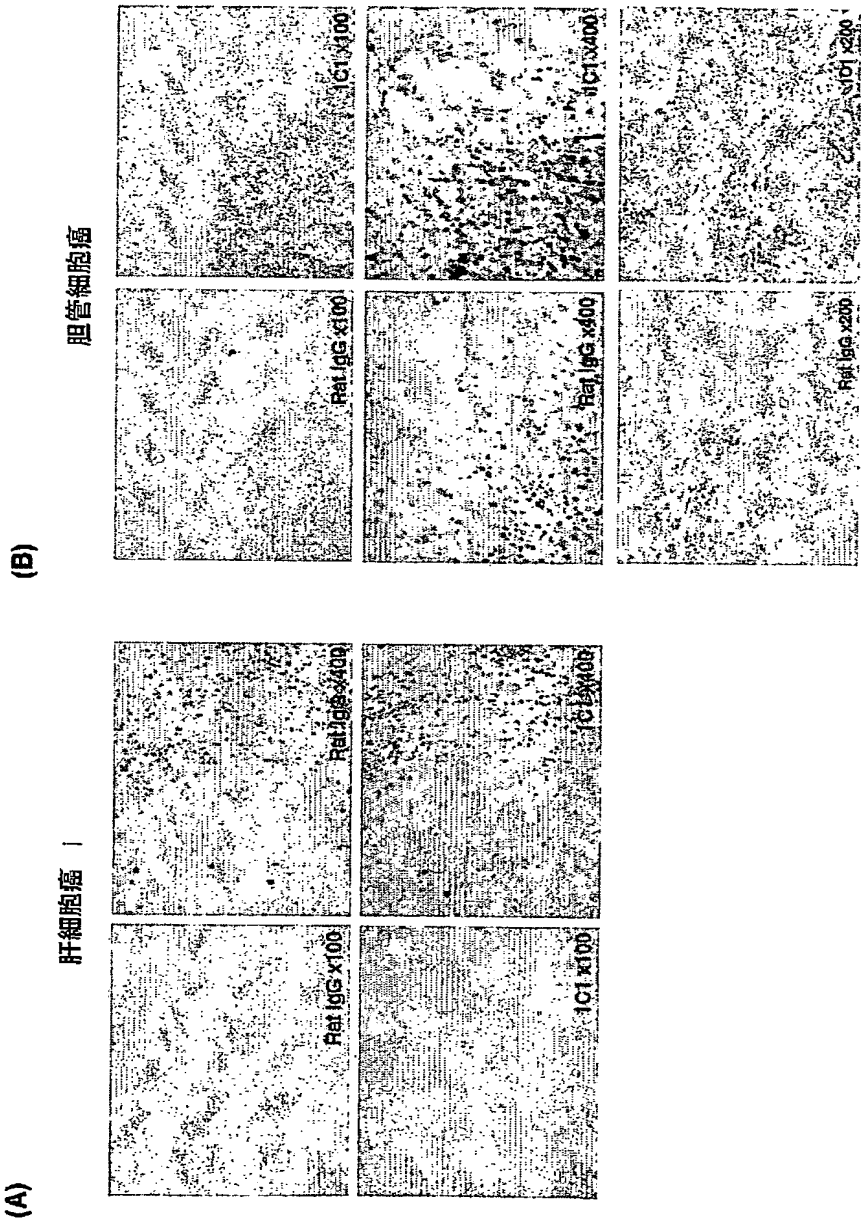 (A)
肝細胞癌
Rat IgG x100
Rat IgG x400
1C1 x100
1C1 x400
(B)
胆管細胞癌
Rat IgG x100
1C1 x100
Rat IgG x400
1C1 x400
Rat IgG x200
1C1 x200